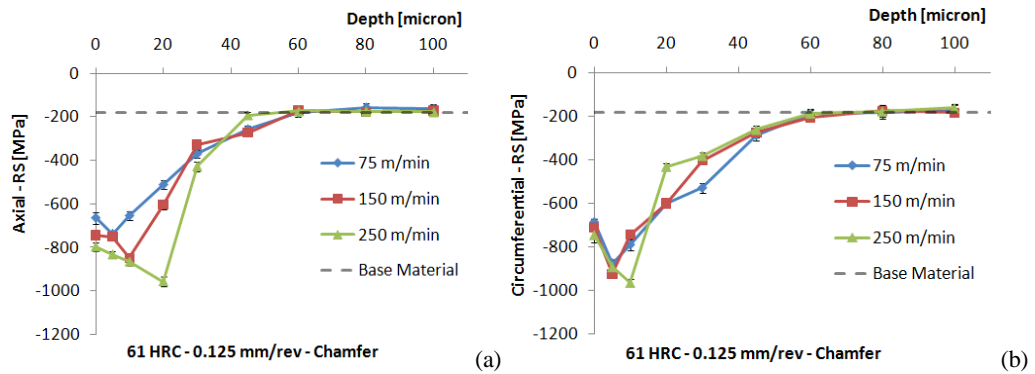 Depth [micron]
0 20 40 60 80 100
0
-200
-400
-600
-800
-1000
-1200
Axial - RS [MPa]
75 m/min
150 m/min
250 m/min
Base Material
61 HRC - 0.125 mm/rev - Chamfer
(a)
Depth [micron]
0 20 40 60 80 100
0
-200
-400
-600
-800
-1000
-1200
Circumferential - RS [MPa]
75 m/min
150 m/min
250 m/min
Base Material
61 HRC - 0.125 mm/rev - Chamfer
(b)